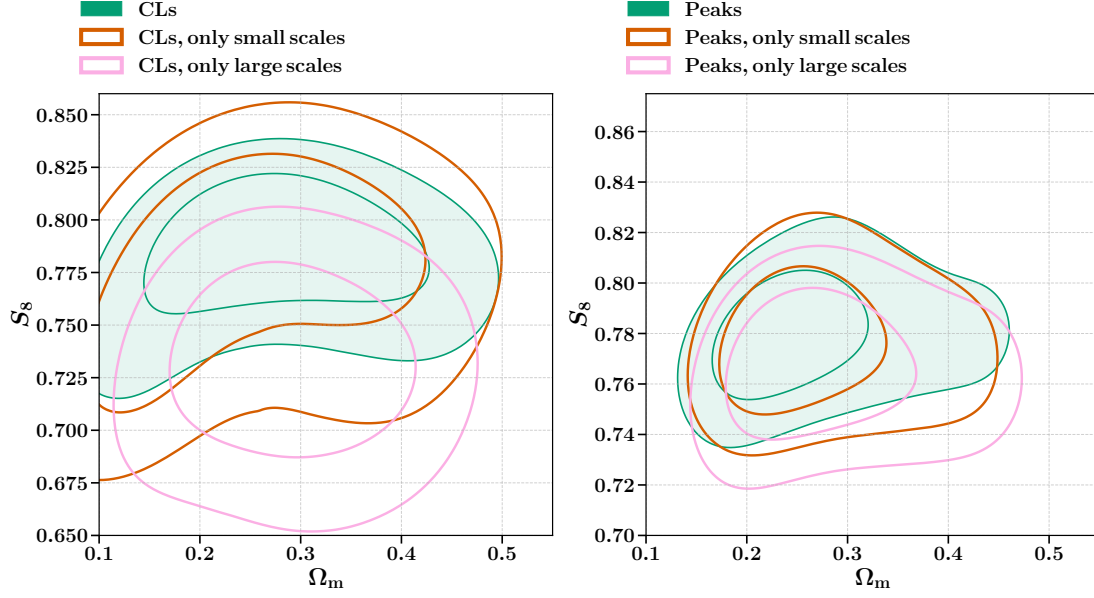 CLs
CLs, only small scales
CLs, only large scales
Peaks
Peaks, only small scales
Peaks, only large scales
0.850
0.825
0.800
0.775
0.750
0.725
0.700
0.675
0.650
S8
0.1 0.2 0.3 0.4 0.5
Ωm
0.86
0.84
0.82
0.80
0.78
0.76
0.74
0.72
0.70
S8
0.1 0.2 0.3 0.4 0.5
Ωm